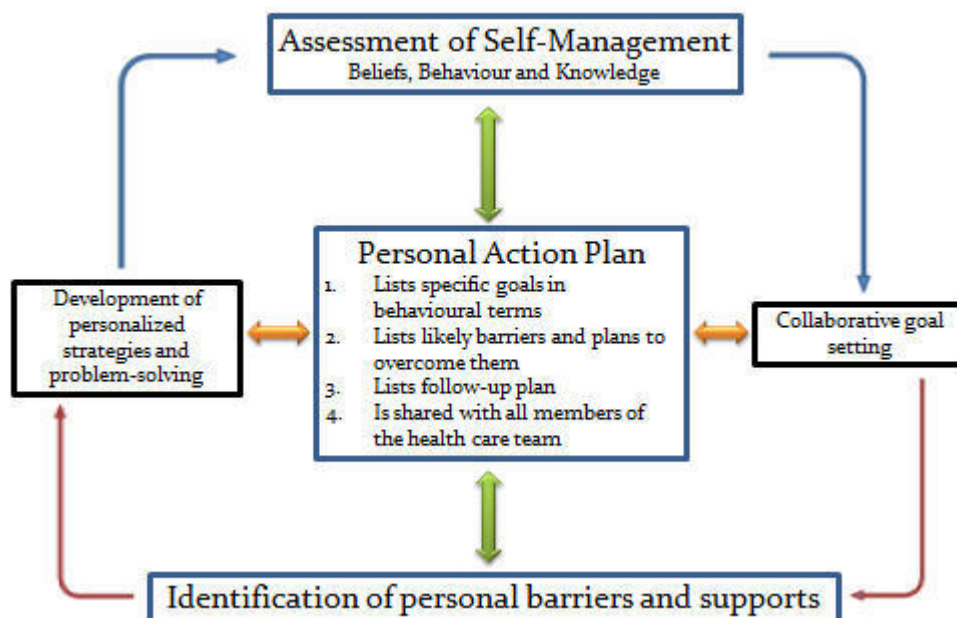 Assessment of Self-Management
Beliefs, Behaviour and Knowledge
Personal Action Plan
1. Lists specific goals in
behavioural terms
2. Lists likely barriers and plans to
overcome them
3. Lists follow-up plan
4. Is shared with all members of
the health care team
Development of
personalized
strategies and
problem-solving
Collaborative goal
setting
Identification of personal barriers and supports